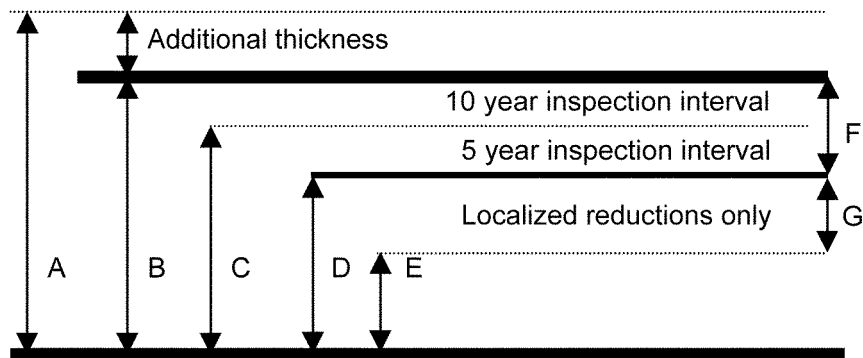 Additional thickness
10 year inspection interval
F
5 year inspection interval
Localized reductions only
G
A
B
C
D
E